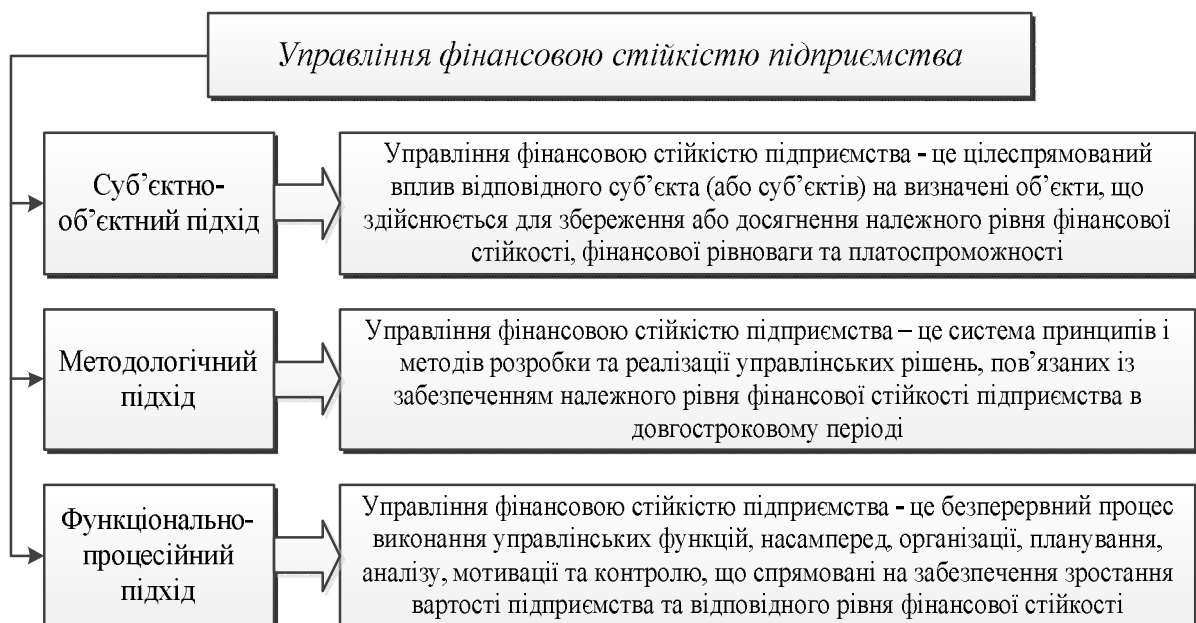 Управління фінансовою стійкістю підприємства
Суб’єктно-
об’єктний підхід
Управління фінансовою стійкістю підприємства - це цілеспрямований
вплив відповідного суб’єкта (або суб’єктів) на визначені об’єкти, що
здійснюється для збереження або досягнення належного рівня фінансової
стійкості, фінансової рівноваги та платоспроможності
Методологічний
підхід
Управління фінансовою стійкістю підприємства – це система принципів і
методів розробки та реалізації управлінських рішень, пов’язаних із
забезпеченням належного рівня фінансової стійкості підприємства в
довгостроковому періоді
Функціонально-
процесійний
підхід
Управління фінансовою стійкістю підприємства - це безперервний процес
виконання управлінських функцій, насамперед, організації, планування,
аналізу, мотивації та контролю, що спрямовані на забезпечення зростання
вартості підприємства та відповідного рівня фінансової стійкості